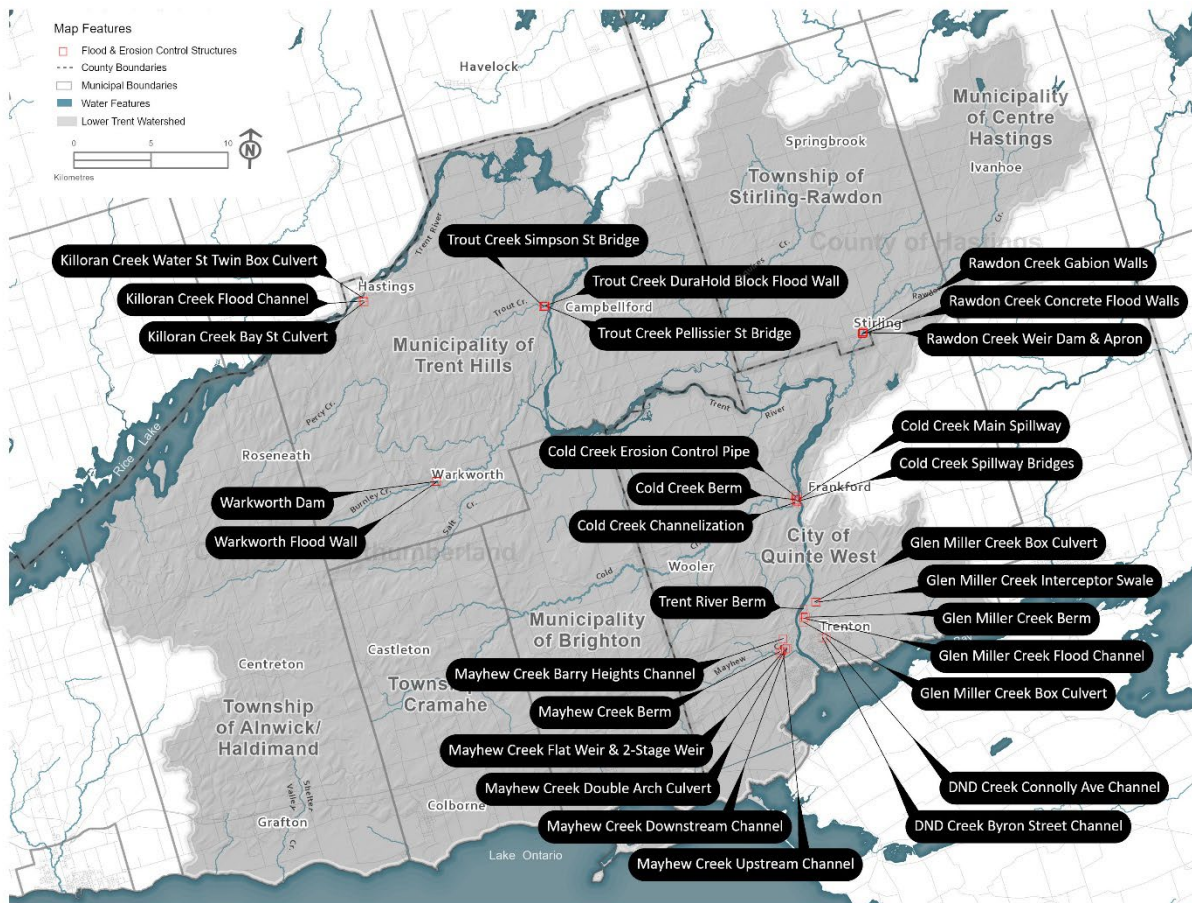 Map Features
Flood & Erosion Control Structures
County Boundaries
Municipal Boundaries
Water Features
Lower Trent Watershed
0 5 10
Kilometres
N
Havelock
Municipality
of Centre
Hastings
Springbrook
Ivanhoe
Township of
Stirling-Rawdon
County of Hastings
Trent River
Killoran Creek Water St Twin Box Culvert
Killoran Creek Flood Channel
Killoran Creek Bay St Culvert
Hastings
Trout Creek Simpson St Bridge
Trout Creek DuraHold Block Flood Wall
Trout Creek Pellissier St Bridge
Trout Cr.
Campbellford
Cr.
Cr.
Rawdon
Rawdon Creek Gabion Walls
Rawdon Creek Concrete Flood Walls
Rawdon Creek Weir Dam & Apron
Stirling
Municipality of
Trent Hills
Percy Cr.
Trent River
Rice Lake
Roseneath
Warkworth
Burnley Cr.
Salt Cr.
Warkworth Dam
Warkworth Flood Wall
Cold Creek Erosion Control Pipe
Cold Creek Berm
Cold Creek Channelization
Cold Creek Main Spillway
Cold Creek Spillway Bridges
Frankford
City of
Quinte West
Cold
Wooler
Glen Miller Creek Box Culvert
Glen Miller Creek Interceptor Swale
Glen Miller Creek Berm
Glen Miller Creek Flood Channel
Glen Miller Creek Box Culvert
Trent River Berm
Trenton
Bay
Municipality
of Brighton
Mayhew
Mayhew Creek Barry Heights Channel
Mayhew Creek Berm
Mayhew Creek Flat Weir & 2-Stage Weir
Mayhew Creek Double Arch Culvert
Mayhew Creek Downstream Channel
Mayhew Creek Upstream Channel
DND Creek Connolly Ave Channel
DND Creek Byron Street Channel
Centreton
Castleton
Cramahe
Township
of Alnwick/
Haldimand
Shelter
Valley
Cr.
Grafton
Colborne
Lake Ontario